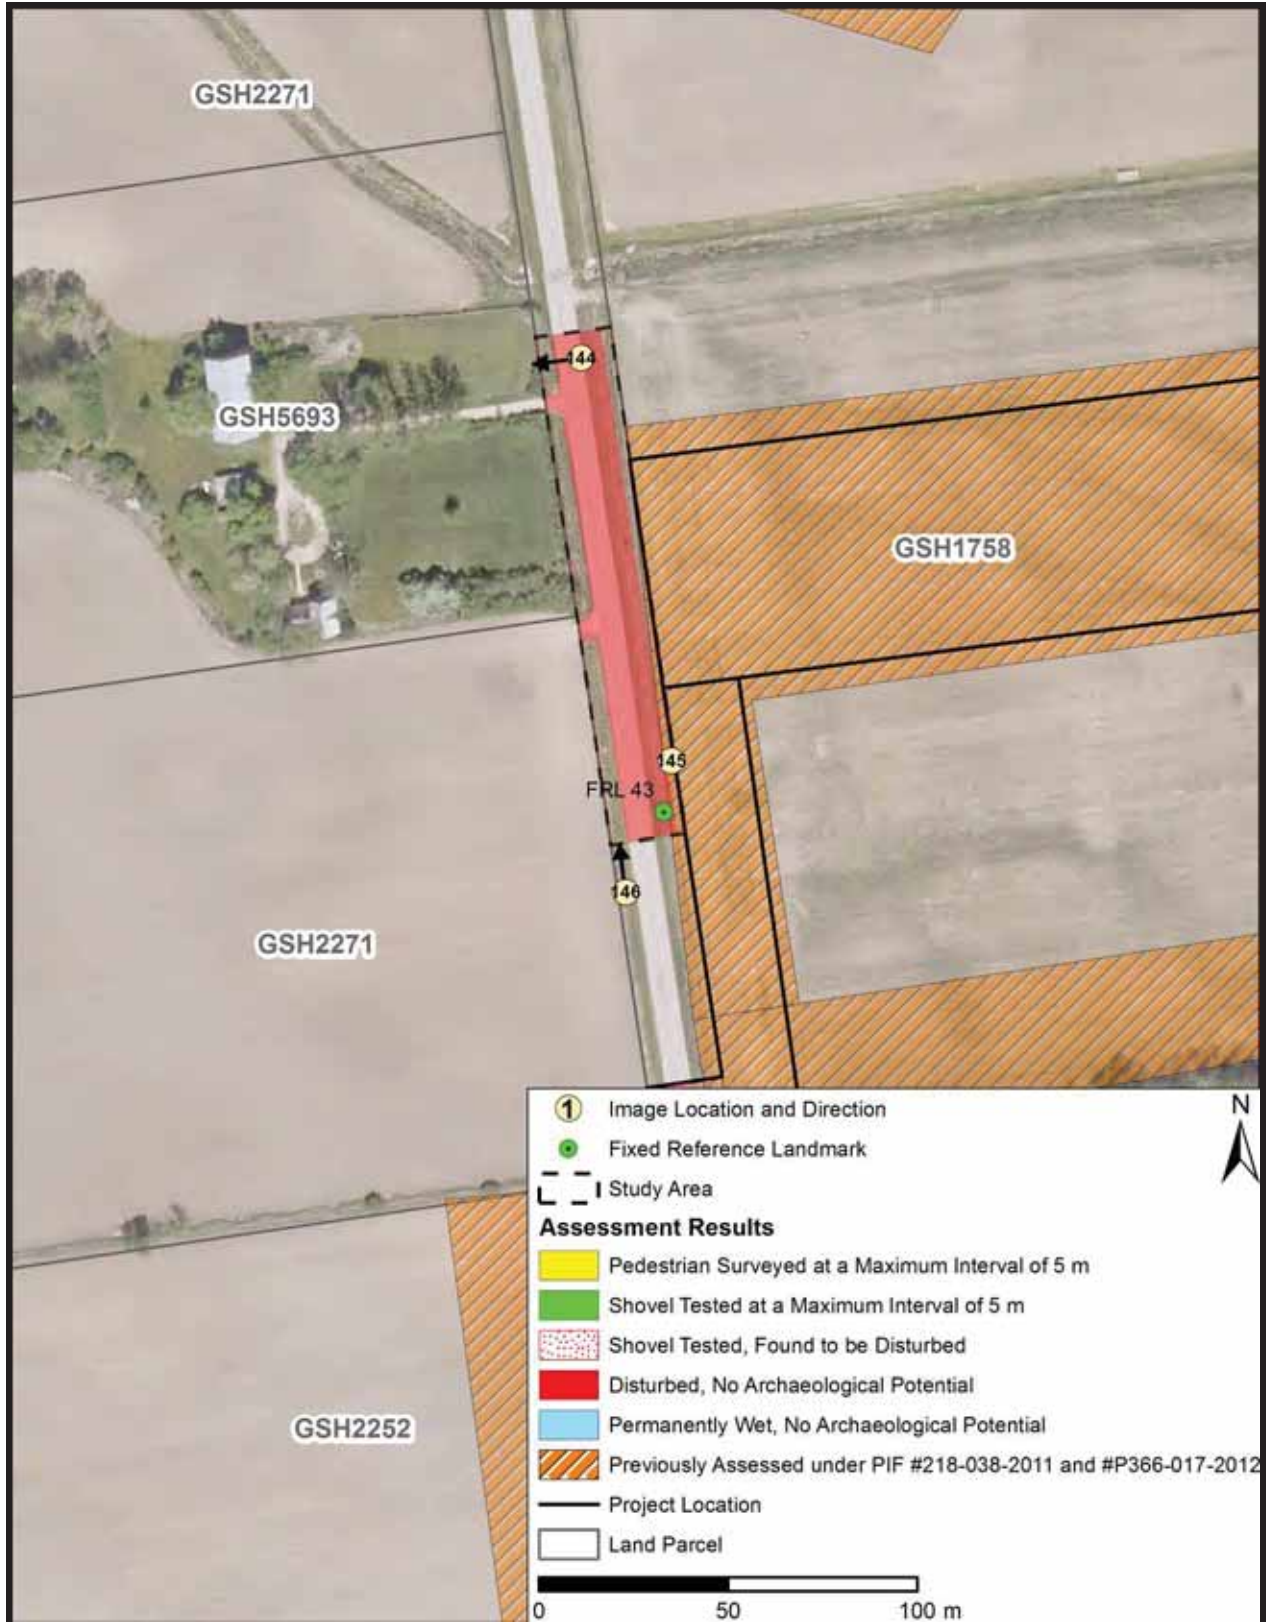 GSH2271
144
GSH5693
GSH1758
145
FRL 43
146
GSH2271
1 Image Location and Direction
N
Fixed Reference Landmark
Study Area
Assessment Results
Pedestrian Surveyed at a Maximum Interval of 5 m
Shovel Tested at a Maximum Interval of 5 m
Shovel Tested, Found to be Disturbed
Disturbed, No Archaeological Potential
Permanently Wet, No Archaeological Potential
GSH2252
Previously Assessed under PIF #218-038-2011 and #P366-017-2012
Project Location
Land Parcel
0 50 100 m